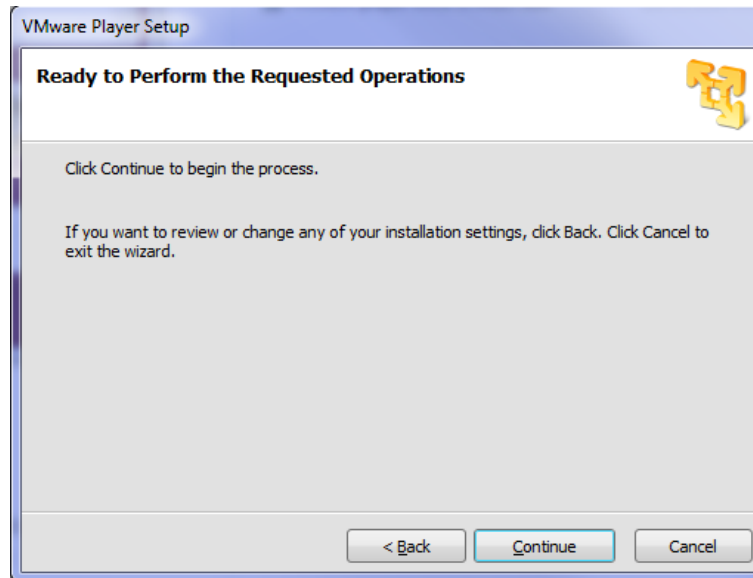 VMware Player Setup
Ready to Perform the Requested Operations
Click Continue to begin the process.
If you want to review or change any of your installation settings, click Back. Click Cancel to
exit the wizard.
< Back Continue Cancel